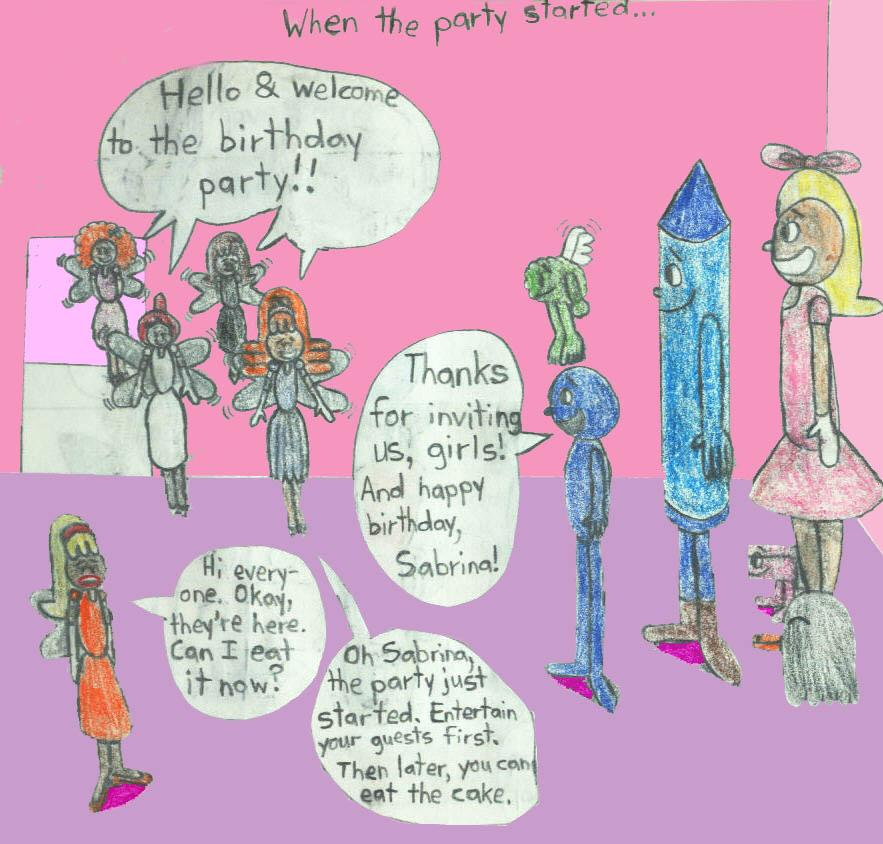 When the party started...
Hello & welcome
to the birthday
party!!
Thanks
for inviting
us, girls!
And happy
birthday,
Sabrina!
Hi every-
one. Okay,
they're here.
Can I eat
it now?
Oh Sabrina,
the party just
started. Entertain
your guests first.
Then later, you can
eat the cake.